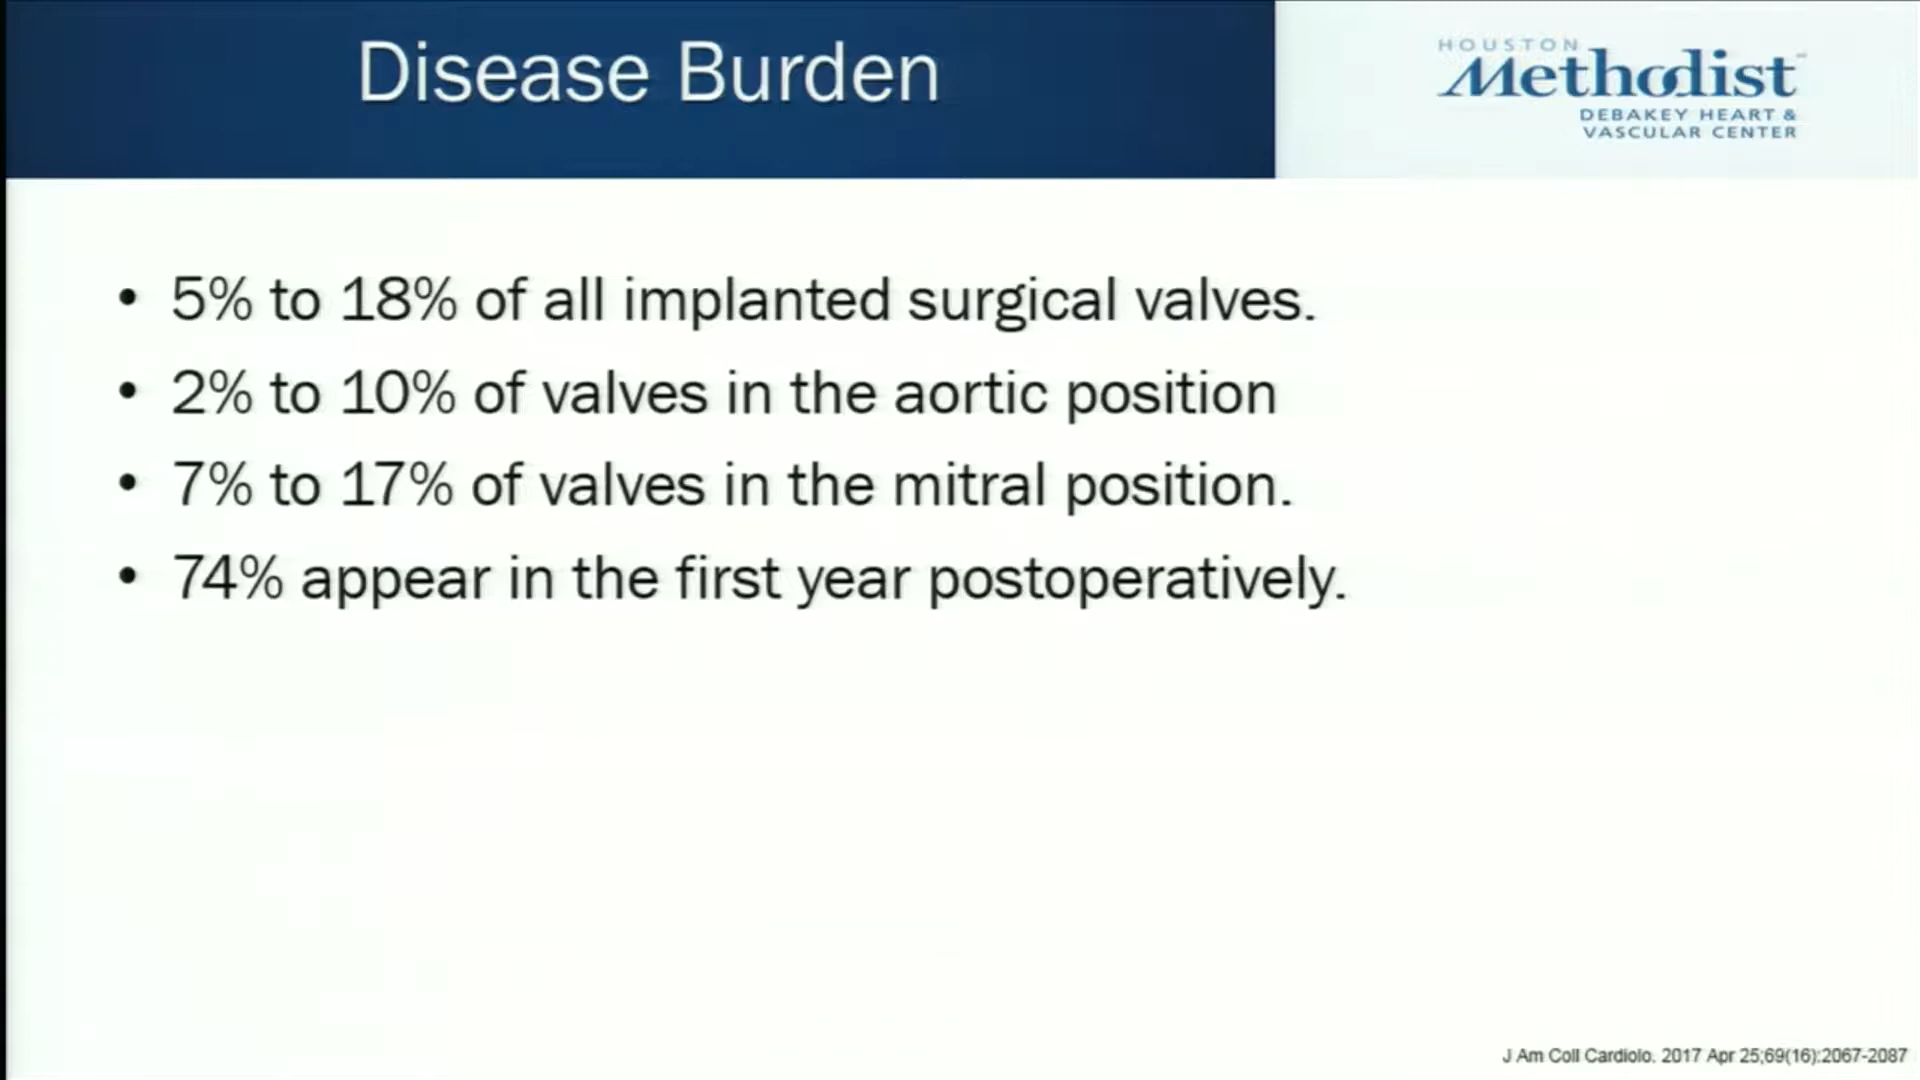 Disease Burden
HOUSTON
Methodist
DEBAKEY HEART &
VASCULAR CENTER
• 5% to 18% of all implanted surgical valves.
• 2% to 10% of valves in the aortic position
• 7% to 17% of valves in the mitral position.
• 74% appear in the first year postoperatively.
J Am Coll Cardiolo. 2017 Apr 25;69(16):2067-2087